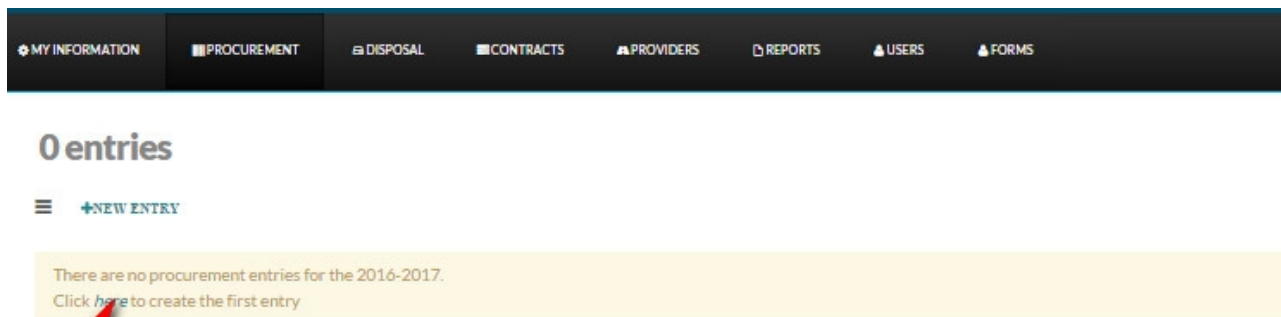 MY INFORMATION PROCUREMENT DISPOSAL CONTRACTS PROVIDERS REPORTS USERS FORMS
0 entries
+NEW ENTRY
There are no procurement entries for the 2016-2017.
Click here to create the first entry